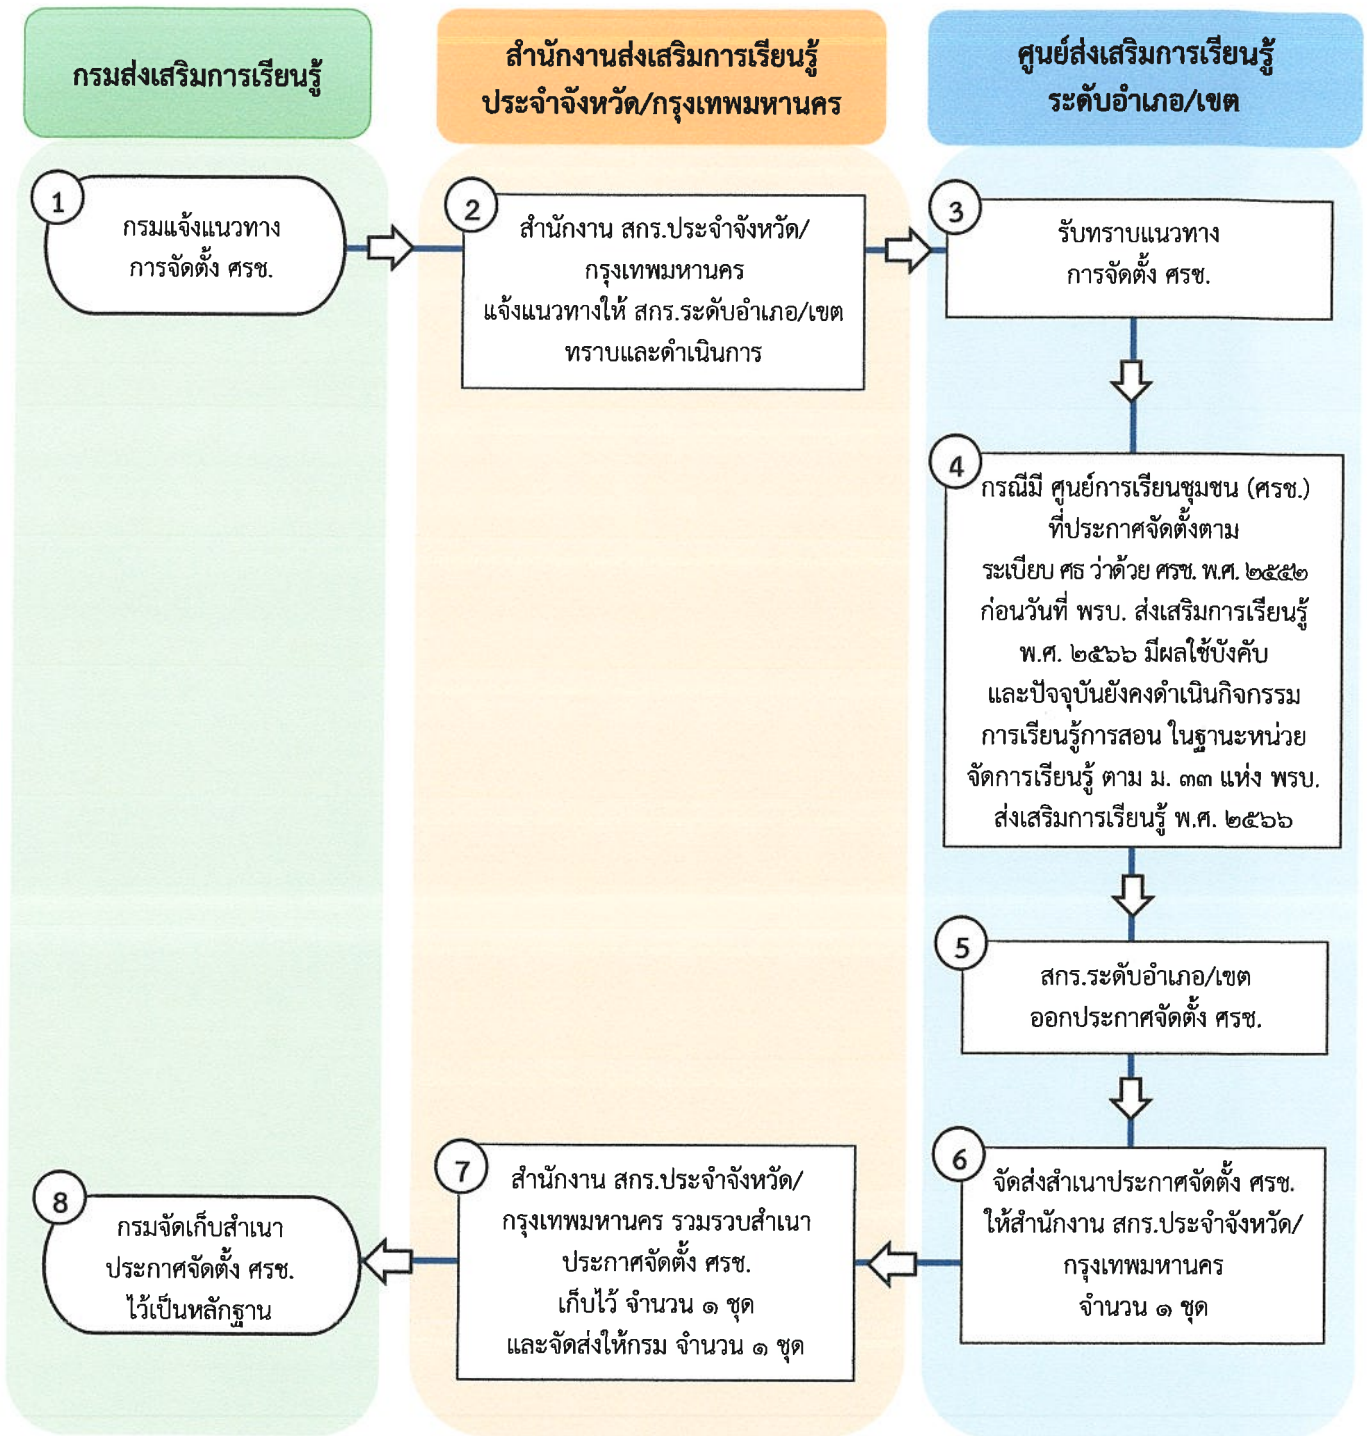 กรมส่งเสริมการเรียนรู้
สำนักงานส่งเสริมการเรียนรู้
ประจำจังหวัด/กรุงเทพมหานคร
ศูนย์ส่งเสริมการเรียนรู้
ระดับอำเภอ/เขต
1
กรมแจ้งแนวทาง
การจัดตั้ง ศรช.
2
สำนักงาน สกร.ประจำจังหวัด/
กรุงเทพมหานคร
แจ้งแนวทางให้ สกร.ระดับอำเภอ/เขต
ทราบและดำเนินการ
3
รับทราบแนวทาง
การจัดตั้ง ศรช.
4
กรณีมี ศูนย์การเรียนชุมชน (ศรช.)
ที่ประกาศจัดตั้งตาม
ระเบียบ ศธ ว่าด้วย ศรช. พ.ศ. ๒๕๕๒
ก่อนวันที่ พรบ. ส่งเสริมการเรียนรู้
พ.ศ. ๒๕๖๖ มีผลใช้บังคับ
และปัจจุบันยังคงดำเนินกิจกรรม
การเรียนรู้การสอน ในฐานะหน่วย
จัดการเรียนรู้ ตาม ม. ๓๓ แห่ง พรบ.
ส่งเสริมการเรียนรู้ พ.ศ. ๒๕๖๖
5
สกร.ระดับอำเภอ/เขต
ออกประกาศจัดตั้ง ศรช.
6
จัดส่งสำเนาประกาศจัดตั้ง ศรช.
ให้สำนักงาน สกร.ประจำจังหวัด/
กรุงเทพมหานคร
จำนวน ๑ ชุด
7
สำนักงาน สกร.ประจำจังหวัด/
กรุงเทพมหานคร รวมรวบสำเนา
ประกาศจัดตั้ง ศรช.
เก็บไว้ จำนวน ๑ ชุด
และจัดส่งให้กรม จำนวน ๑ ชุด
8
กรมจัดเก็บสำเนา
ประกาศจัดตั้ง ศรช.
ไว้เป็นหลักฐาน